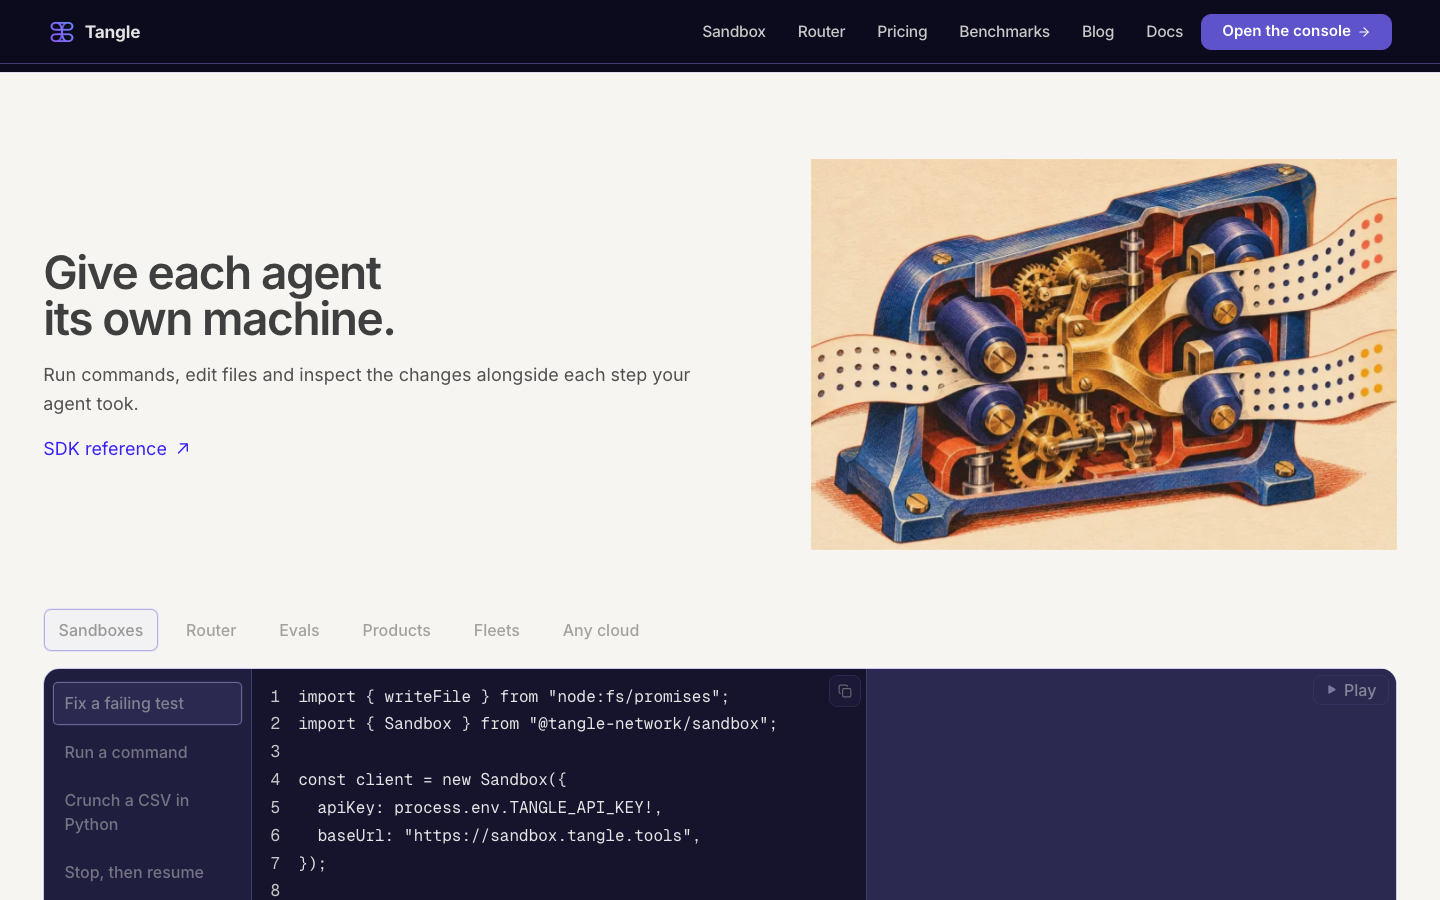 Tangle
Sandbox
Router
Pricing
Benchmarks
Blog
Docs
Open the console →
Give each agent
its own machine.
Run commands, edit files and inspect the changes alongside each step your
agent took.
SDK reference ↗
Sandboxes
Router
Evals
Products
Fleets
Any cloud
Fix a failing test
Run a command
Crunch a CSV in
Python
Stop, then resume
1 import { writeFile } from "node:fs/promises";
2 import { Sandbox } from "@tangle-network/sandbox";
3
4 const client = new Sandbox({
5   apiKey: process.env.TANGLE_API_KEY!,
6   baseUrl: "https://sandbox.tangle.tools",
7 });
8
Play